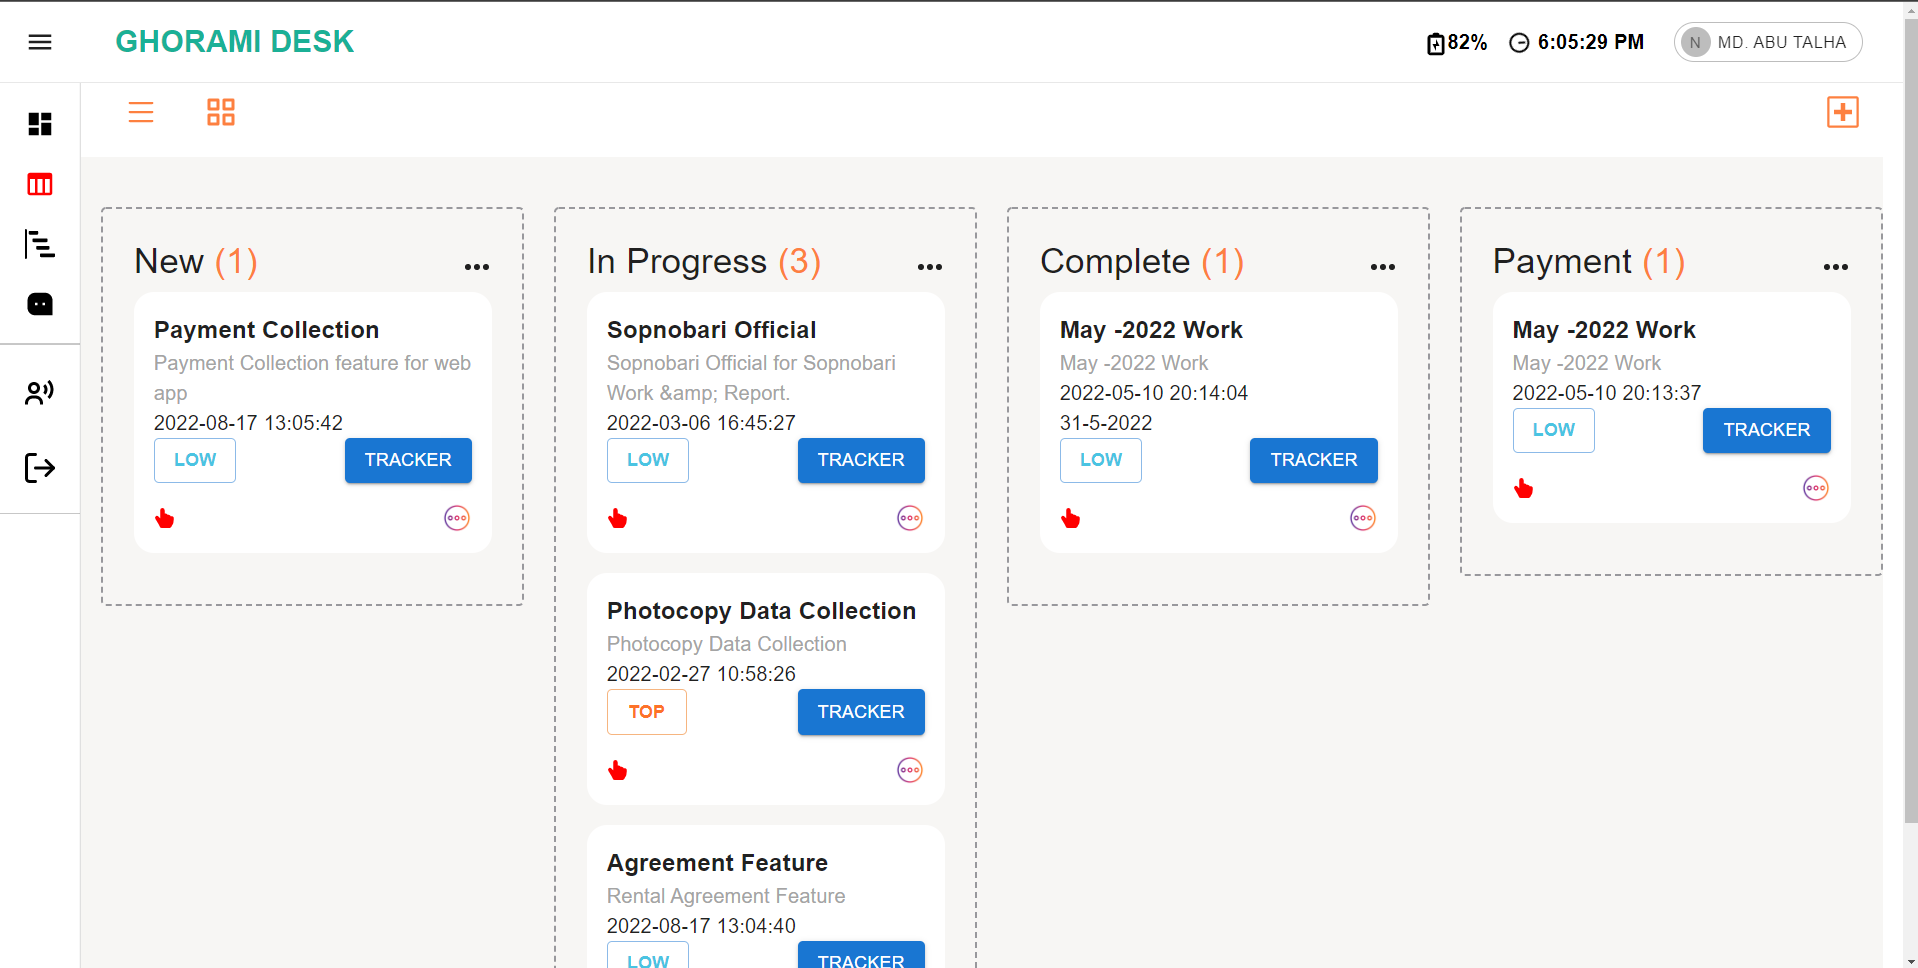 GHORAMI DESK
82%
6:05:29 PM
N
MD. ABU TALHA
New (1)
Payment Collection
Payment Collection feature for web
app
2022-08-17 13:05:42
LOW
TRACKER
In Progress (3)
Sopnobari Official
Sopnobari Official for Sopnobari
Work &amp;amp; Report.
2022-03-06 16:45:27
LOW
TRACKER
Photocopy Data Collection
Photocopy Data Collection
2022-02-27 10:58:26
TOP
TRACKER
Agreement Feature
Rental Agreement Feature
2022-08-17 13:04:40
LOW
TRACKER
Complete (1)
May -2022 Work
May -2022 Work
2022-05-10 20:14:04
31-5-2022
LOW
TRACKER
Payment (1)
May -2022 Work
May -2022 Work
2022-05-10 20:13:37
LOW
TRACKER